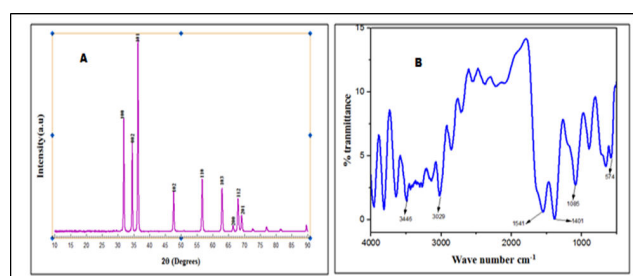 A
Intensity (a.u)
100
002
101
102
110
103
200
112
201
10 20 30 40 50 60 70 80 90
2θ (Degrees)
B
% tranmittance
15
10
5
0
3445
3029
1541
1401
1085
574
4000 3000 2000 1000
Wave number cm-1